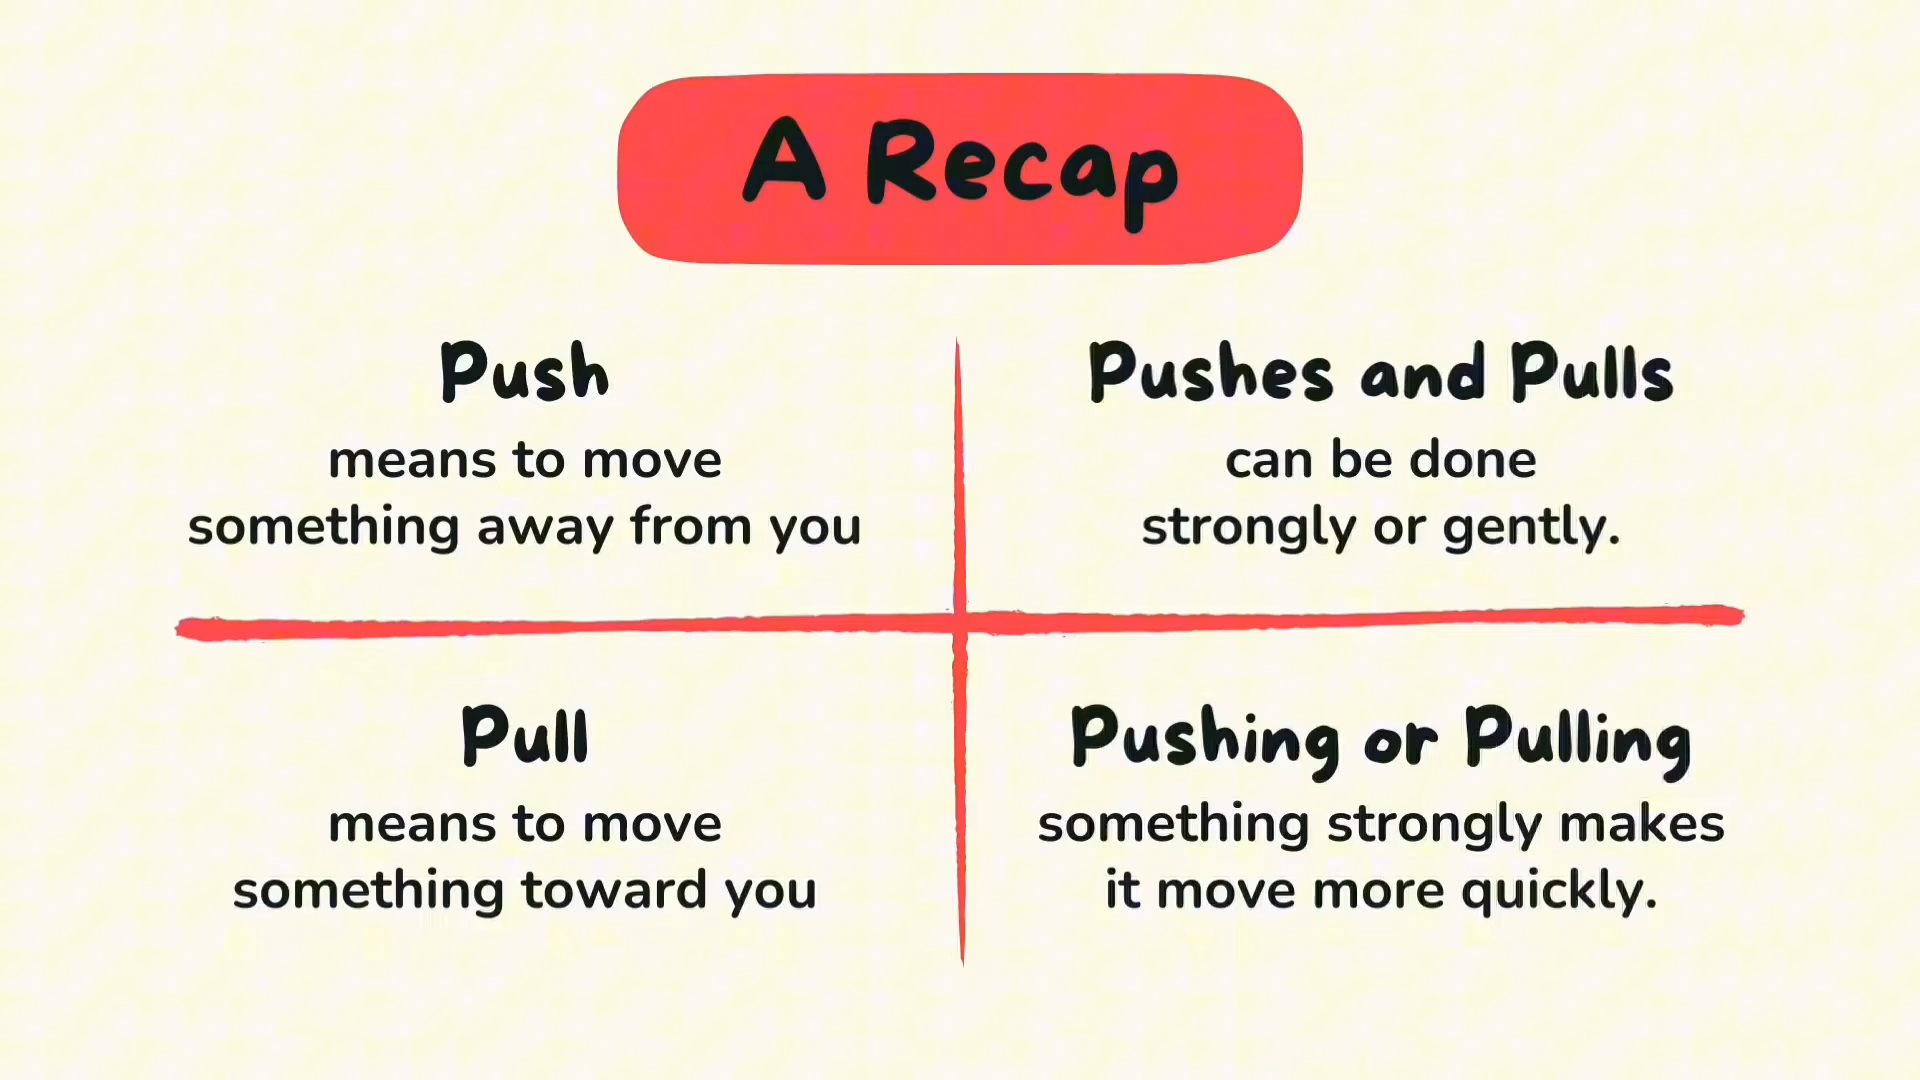 A Recap
Push
means to move
something away from you
Pushes and Pulls
can be done
strongly or gently.
Pull
means to move
something toward you
Pushing or Pulling
something strongly makes
it move more quickly.